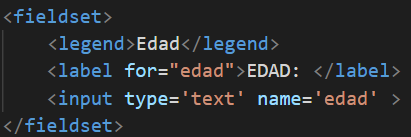 <fieldset>
    <legend>Edad</legend>
    <label for="edad">EDAD: </label>
    <input type='text' name='edad' >
</fieldset>